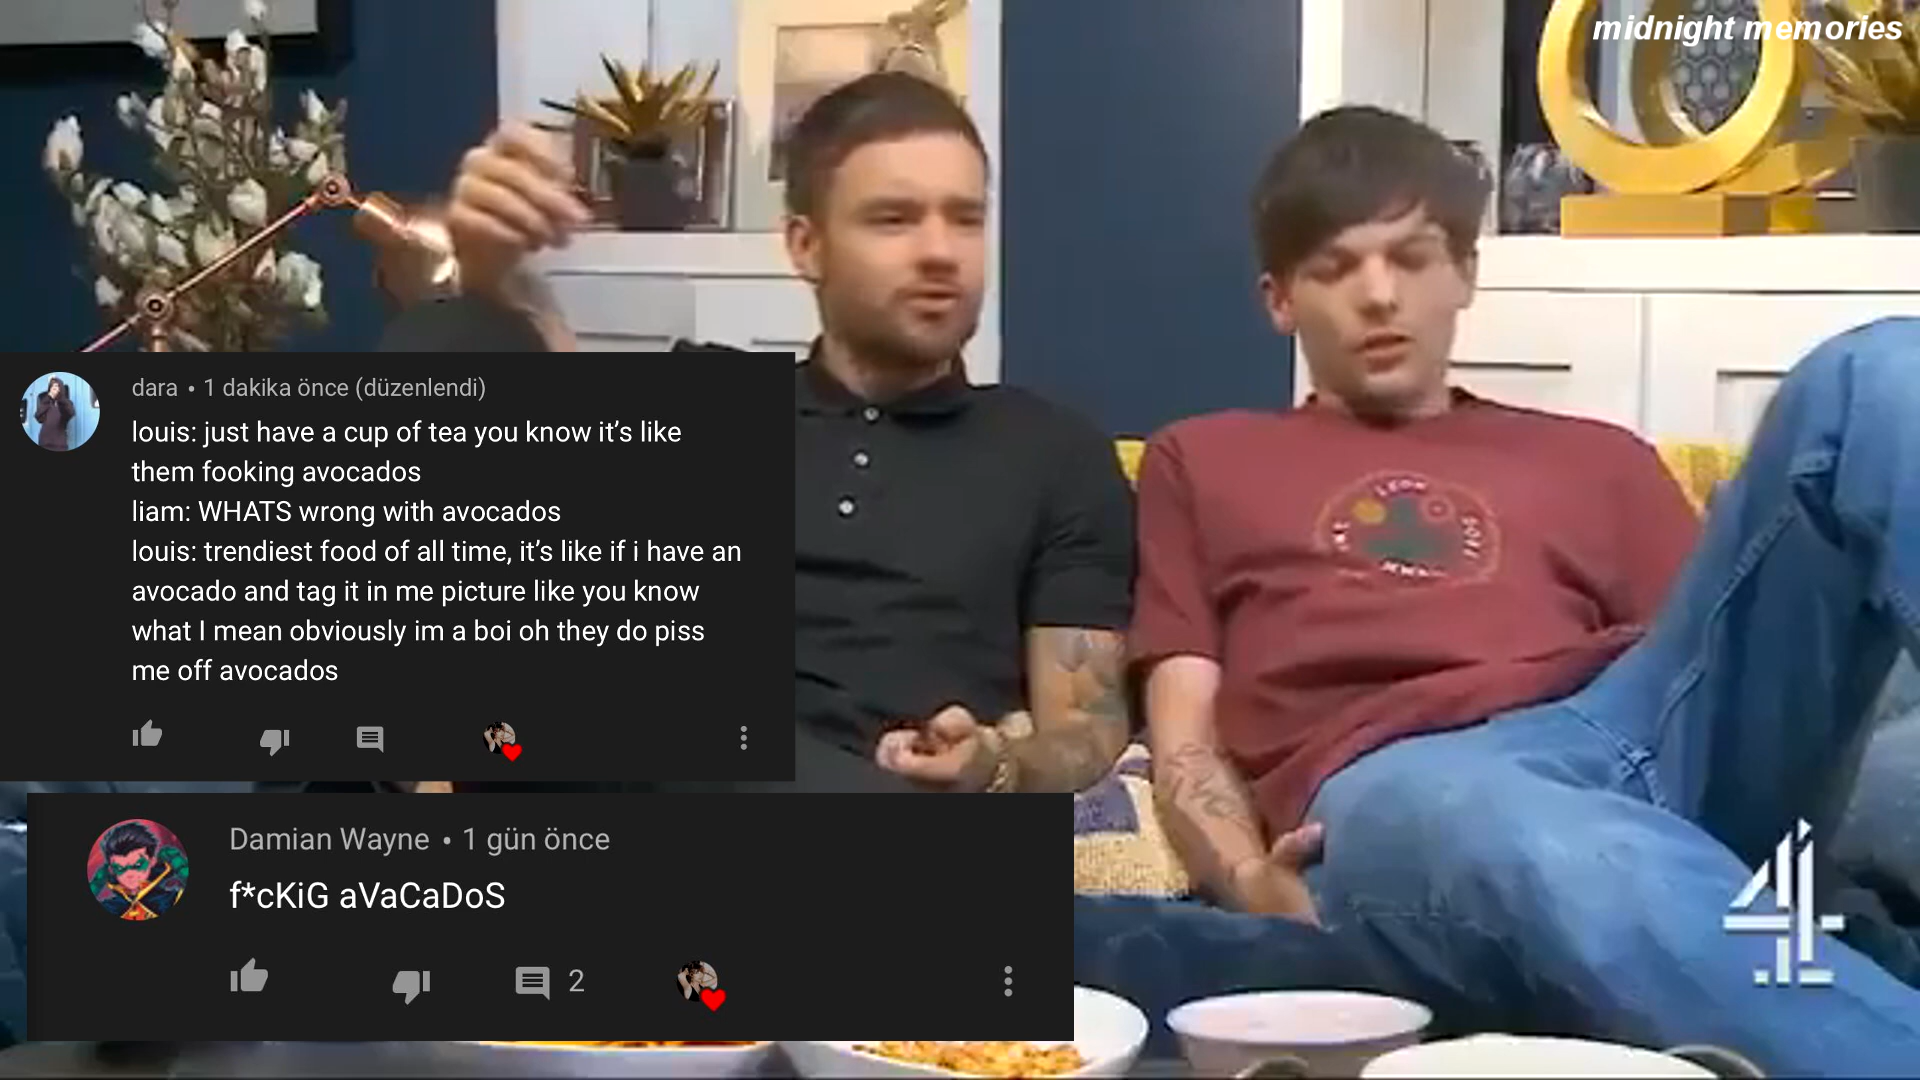 midnight memories
dara • 1 dakika önce (düzenlendi)
louis: just have a cup of tea you know it’s like
them fooking avocados
liam: WHATS wrong with avocados
louis: trendiest food of all time, it’s like if i have an
avocado and tag it in me picture like you know
what I mean obviously im a boi oh they do piss
me off avocados
Damian Wayne • 1 gün önce
f*cKiG aVaCaDoS
2
4